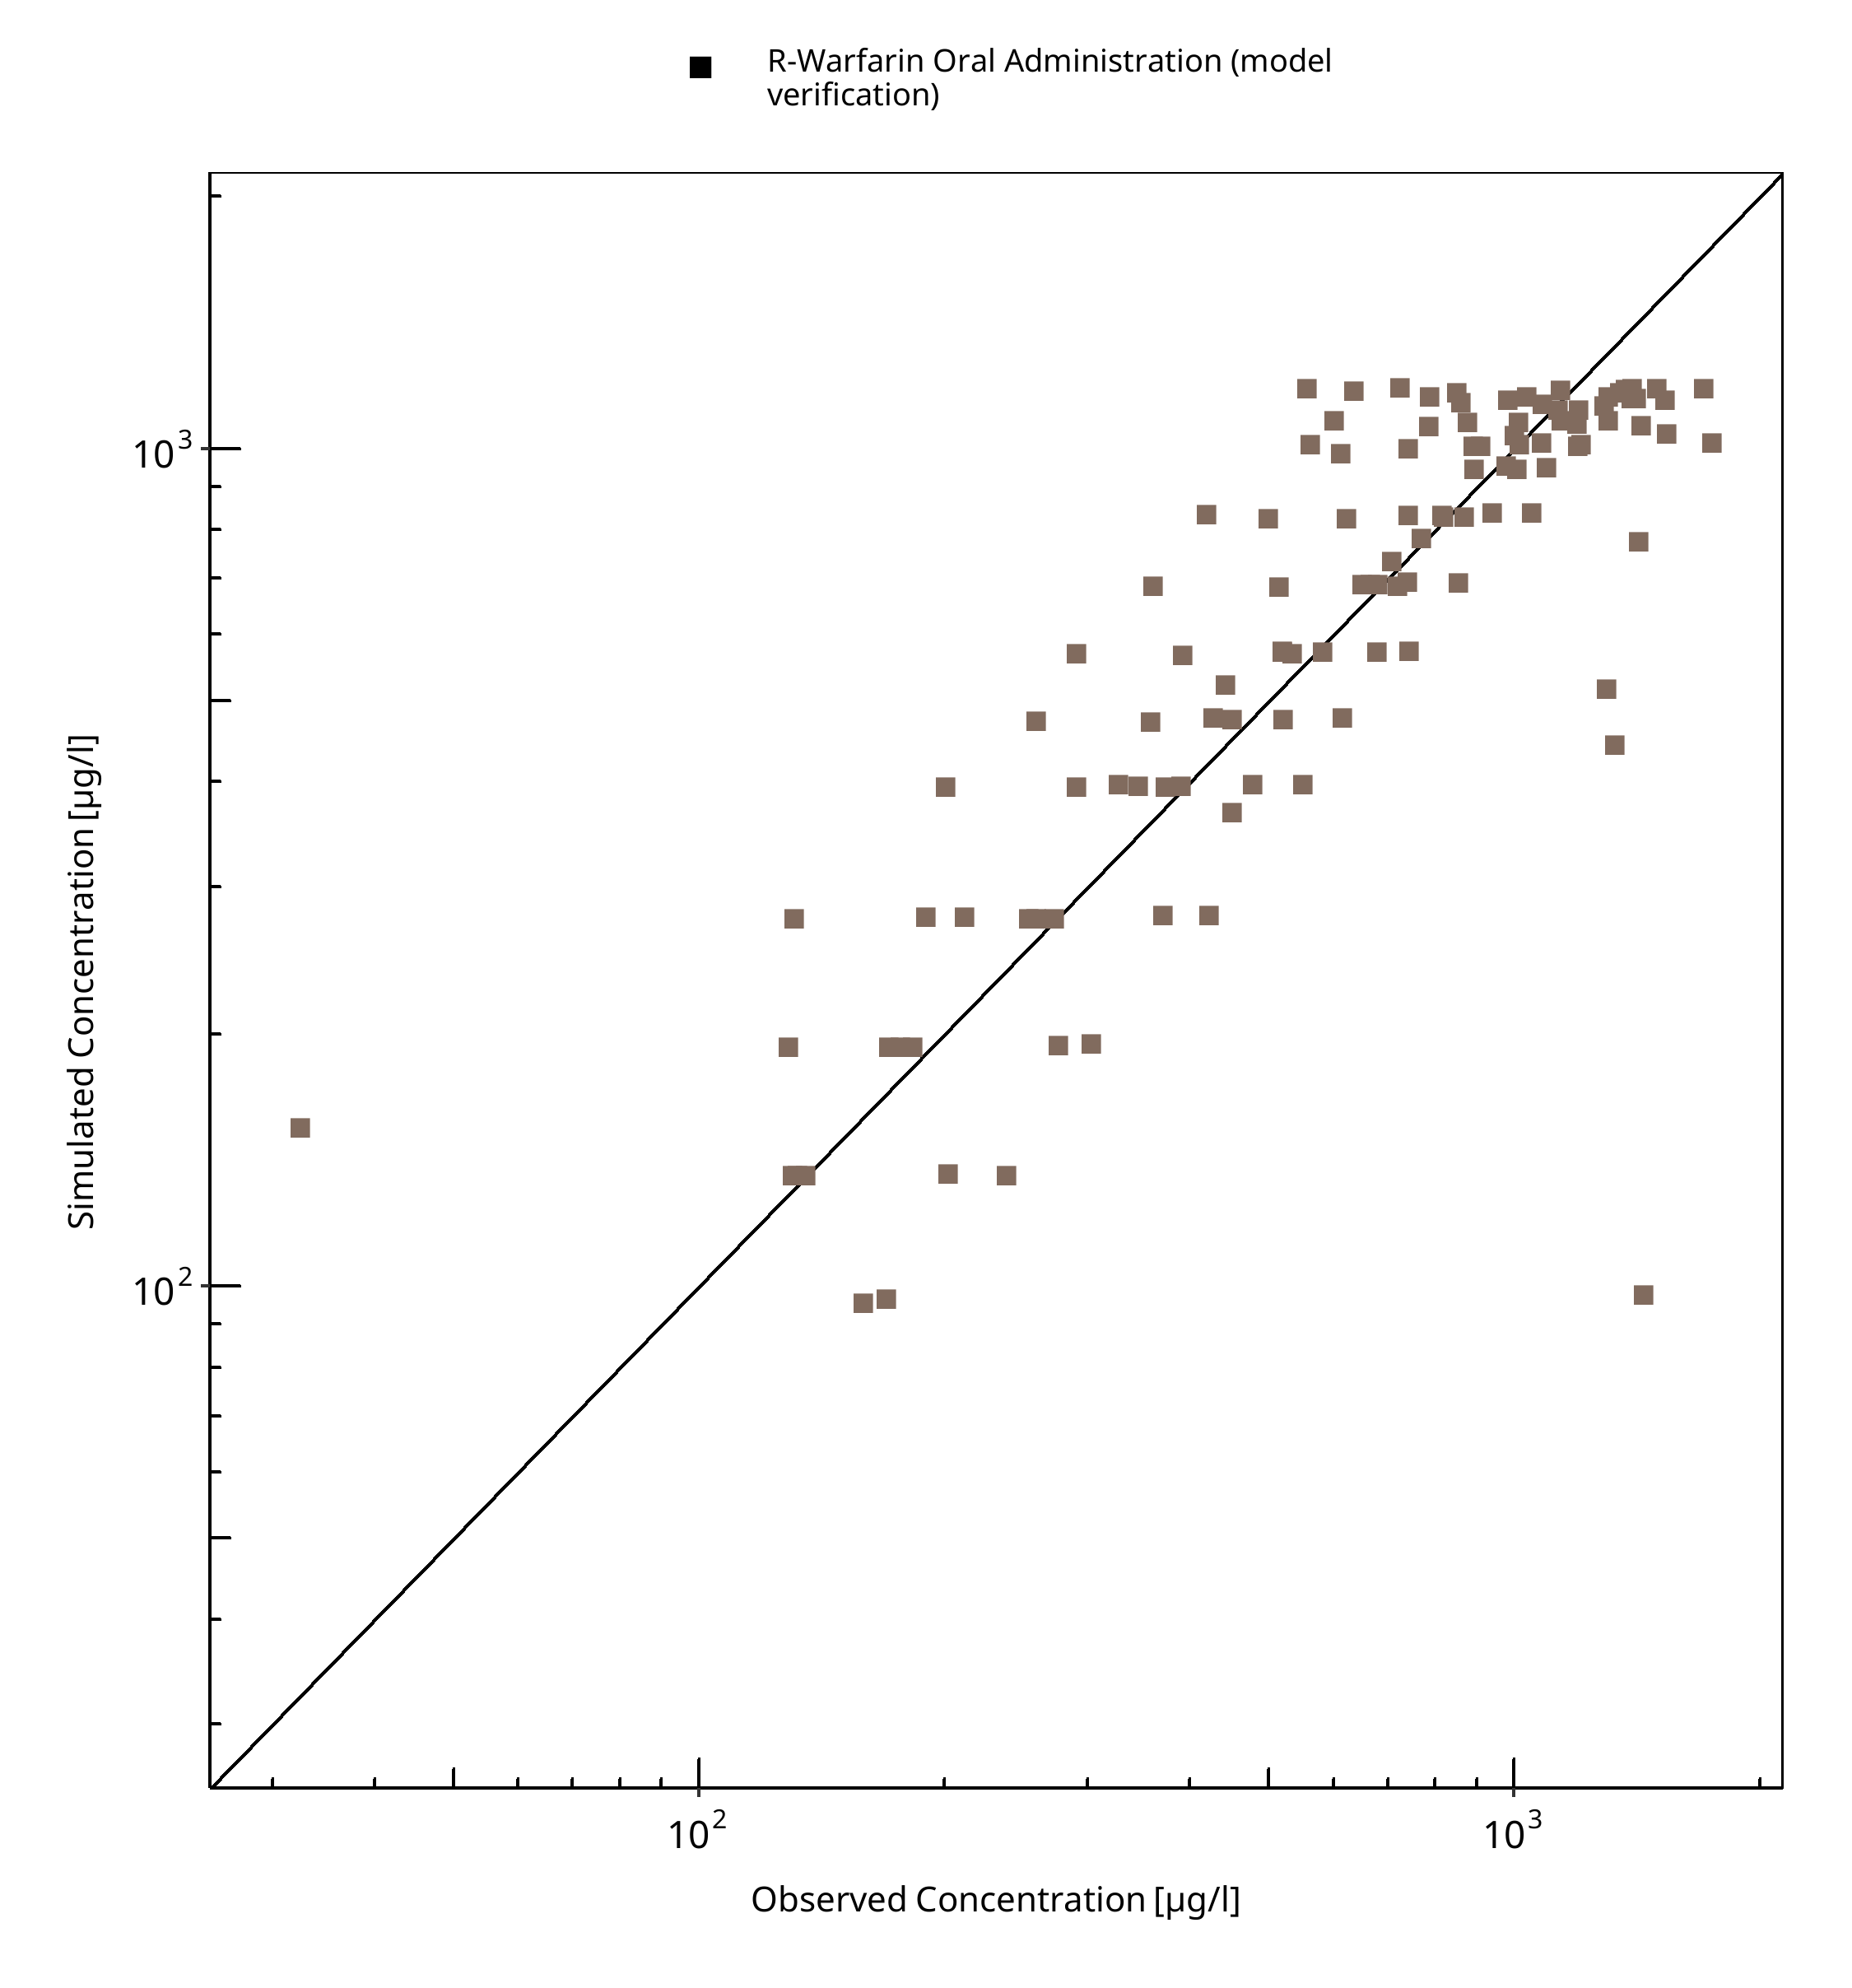 R-Warfarin Oral Administration (model
verification)
10³
10²
Simulated Concentration [µg/l]
10²
10³
Observed Concentration [µg/l]